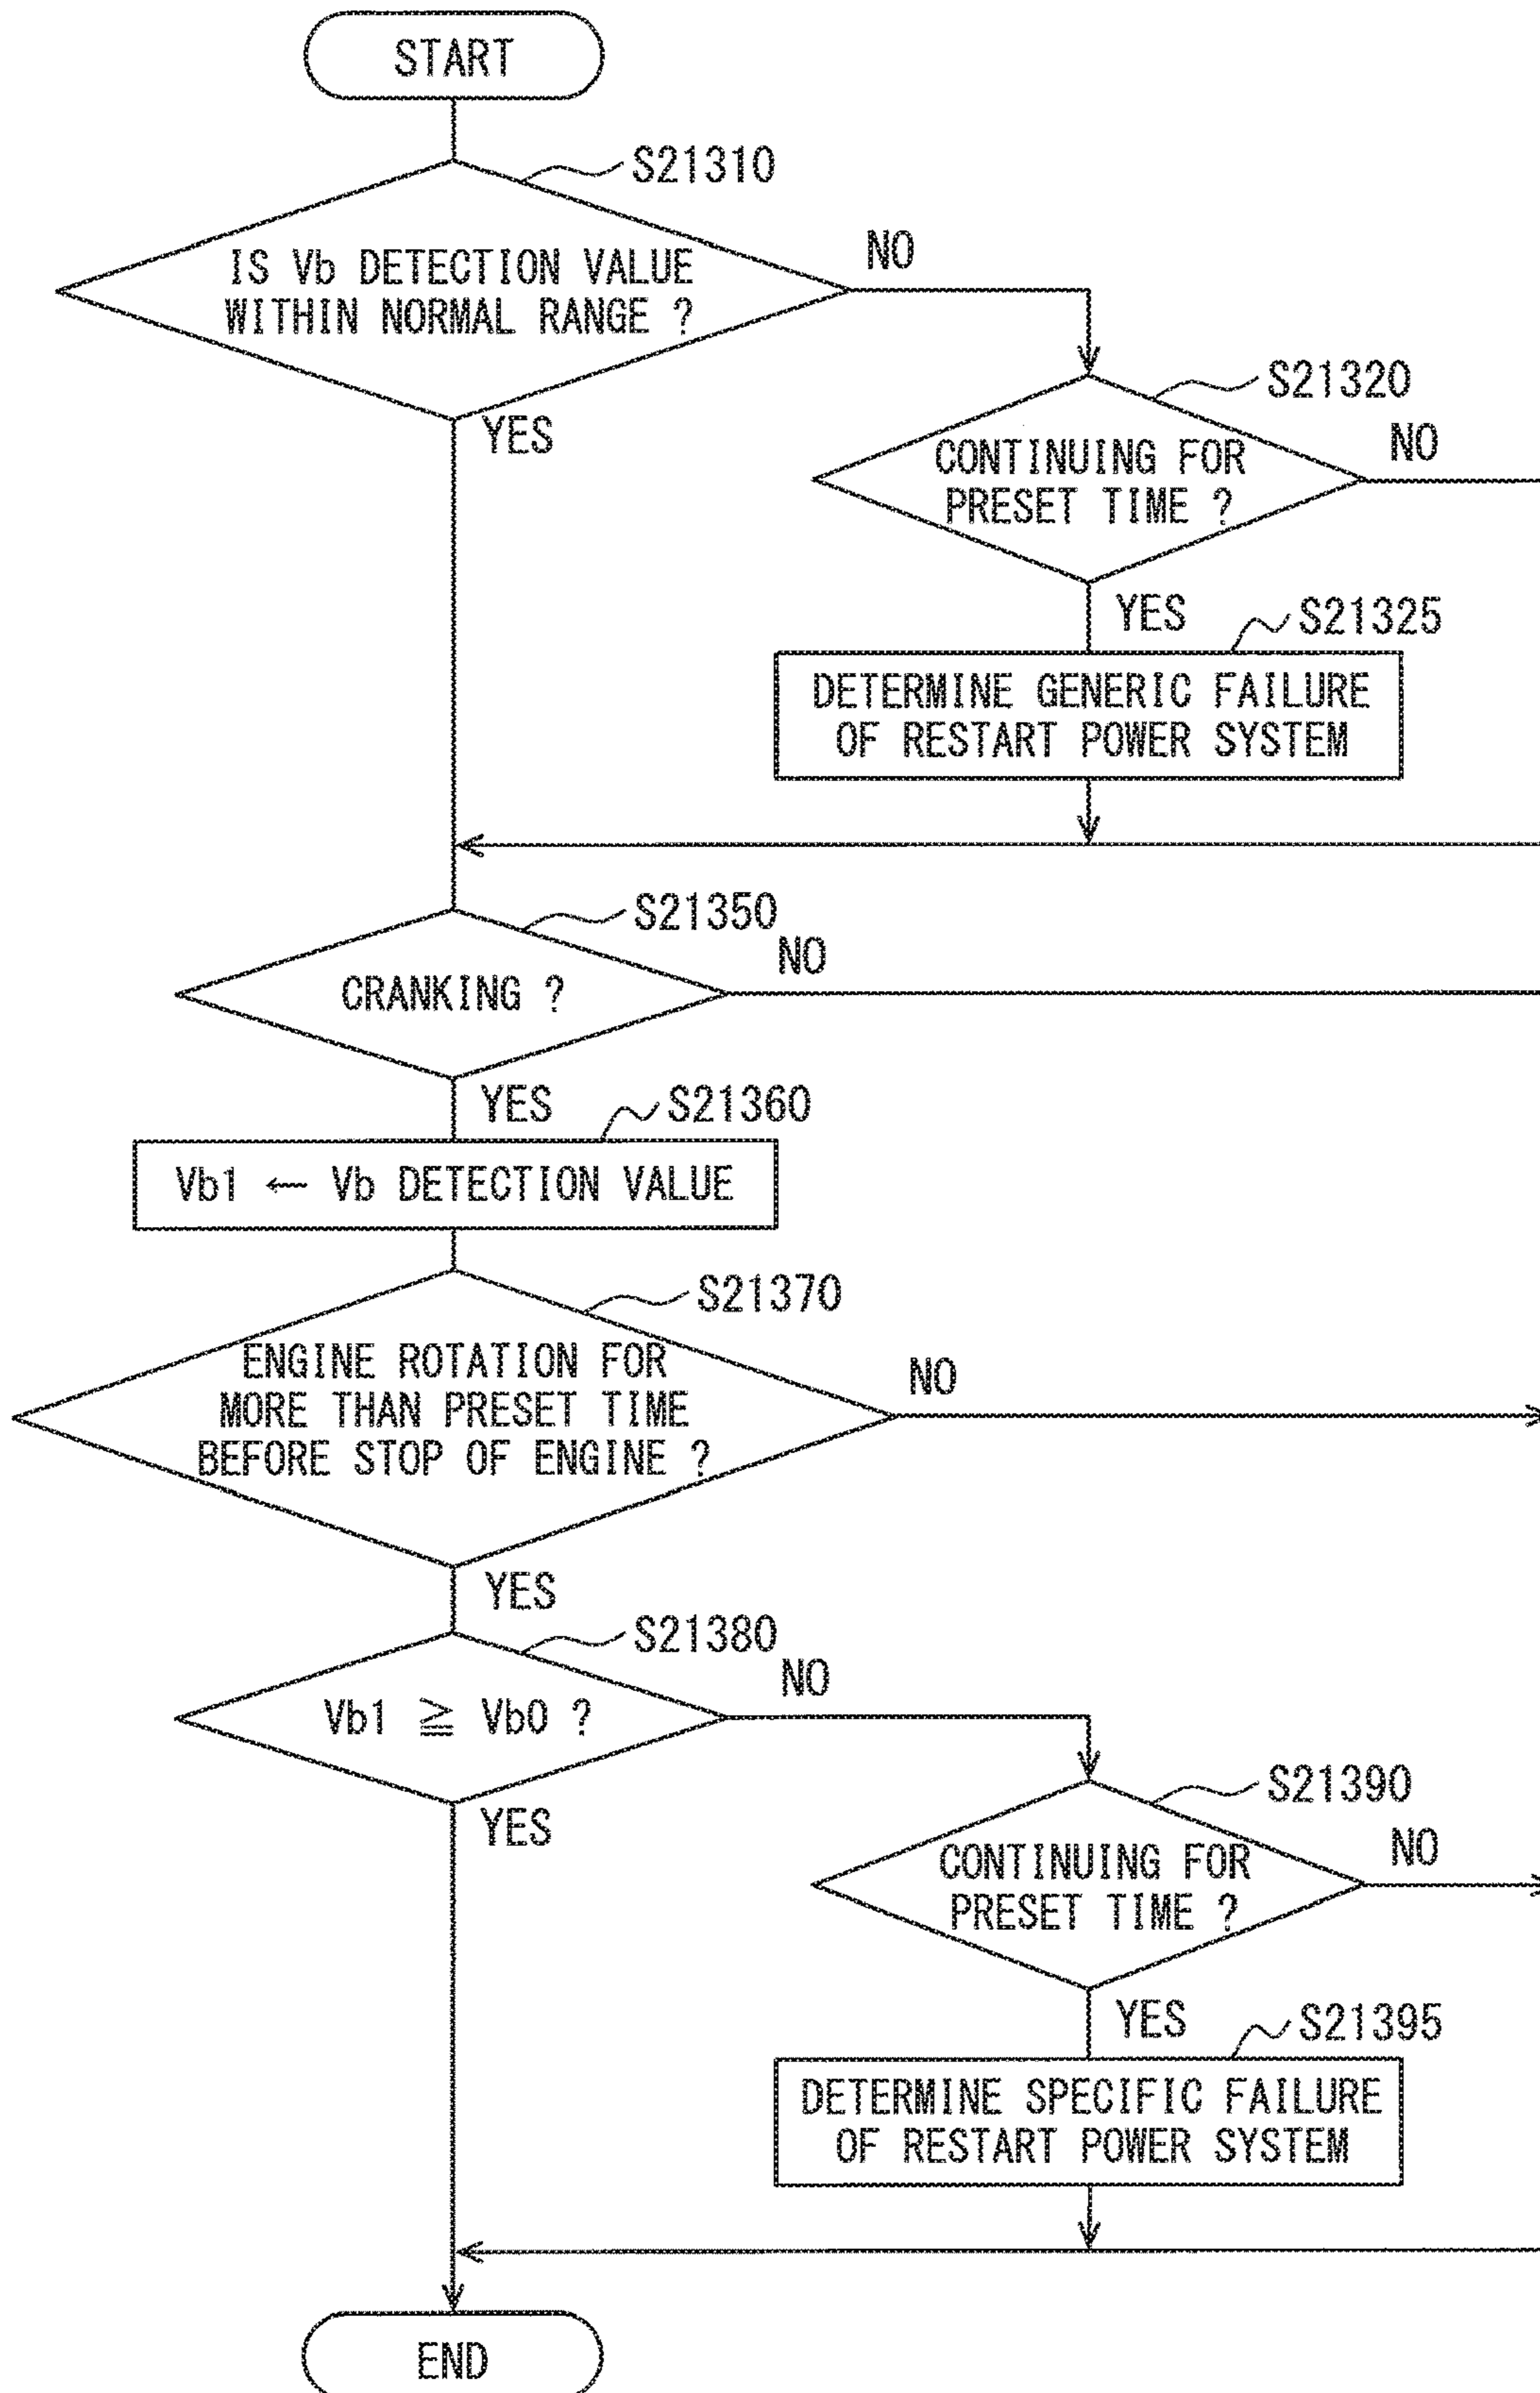 START
S21310
IS Vb DETECTION VALUE
WITHIN NORMAL RANGE ?
NO
YES
S21320
CONTINUING FOR
PRESET TIME ?
NO
YES
S21325
DETERMINE GENERIC FAILURE
OF RESTART POWER SYSTEM
S21350
CRANKING ?
NO
YES
S21360
Vb1 ← Vb DETECTION VALUE
S21370
ENGINE ROTATION FOR
MORE THAN PRESET TIME
BEFORE STOP OF ENGINE ?
NO
YES
S21380
Vb1 ≧ Vb0 ?
NO
YES
S21390
CONTINUING FOR
PRESET TIME ?
NO
YES
S21395
DETERMINE SPECIFIC FAILURE
OF RESTART POWER SYSTEM
END